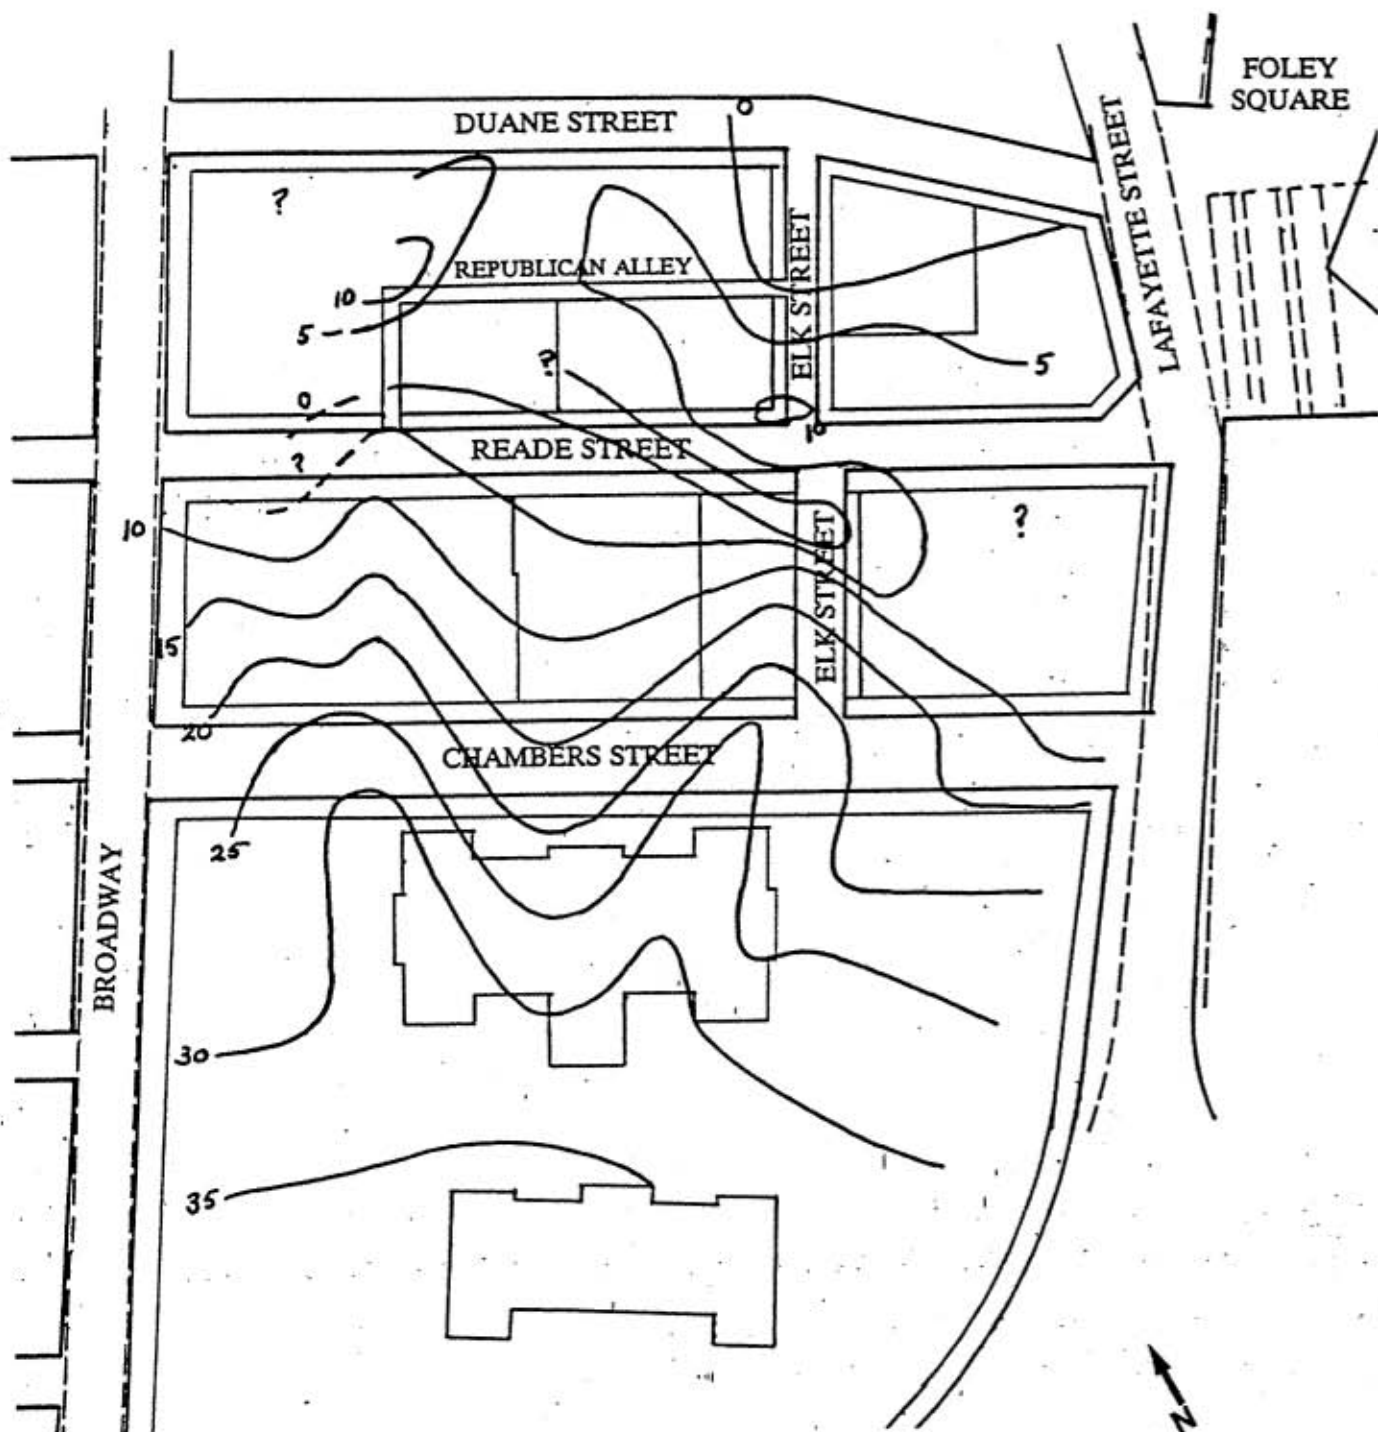 0
FOLEY
SQUARE
DUANE STREET
LAFAYETTE STREET
?
ELK STREET
REPUBLICAN ALLEY
10
5
?
5
0
10
READE STREET
?
10
?
ELK STREET
15
20
CHAMBERS STREET
25
BROADWAY
30
35
N